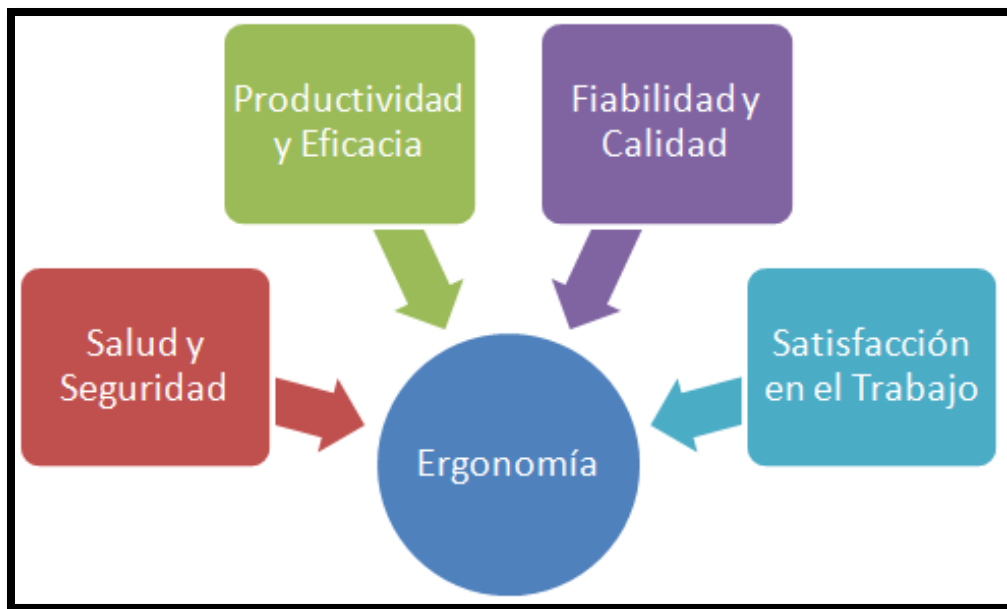 Productividad
y Eficacia
Fiabilidad y
Calidad
Salud y
Seguridad
Satisfacción
en el Trabajo
Ergonomía